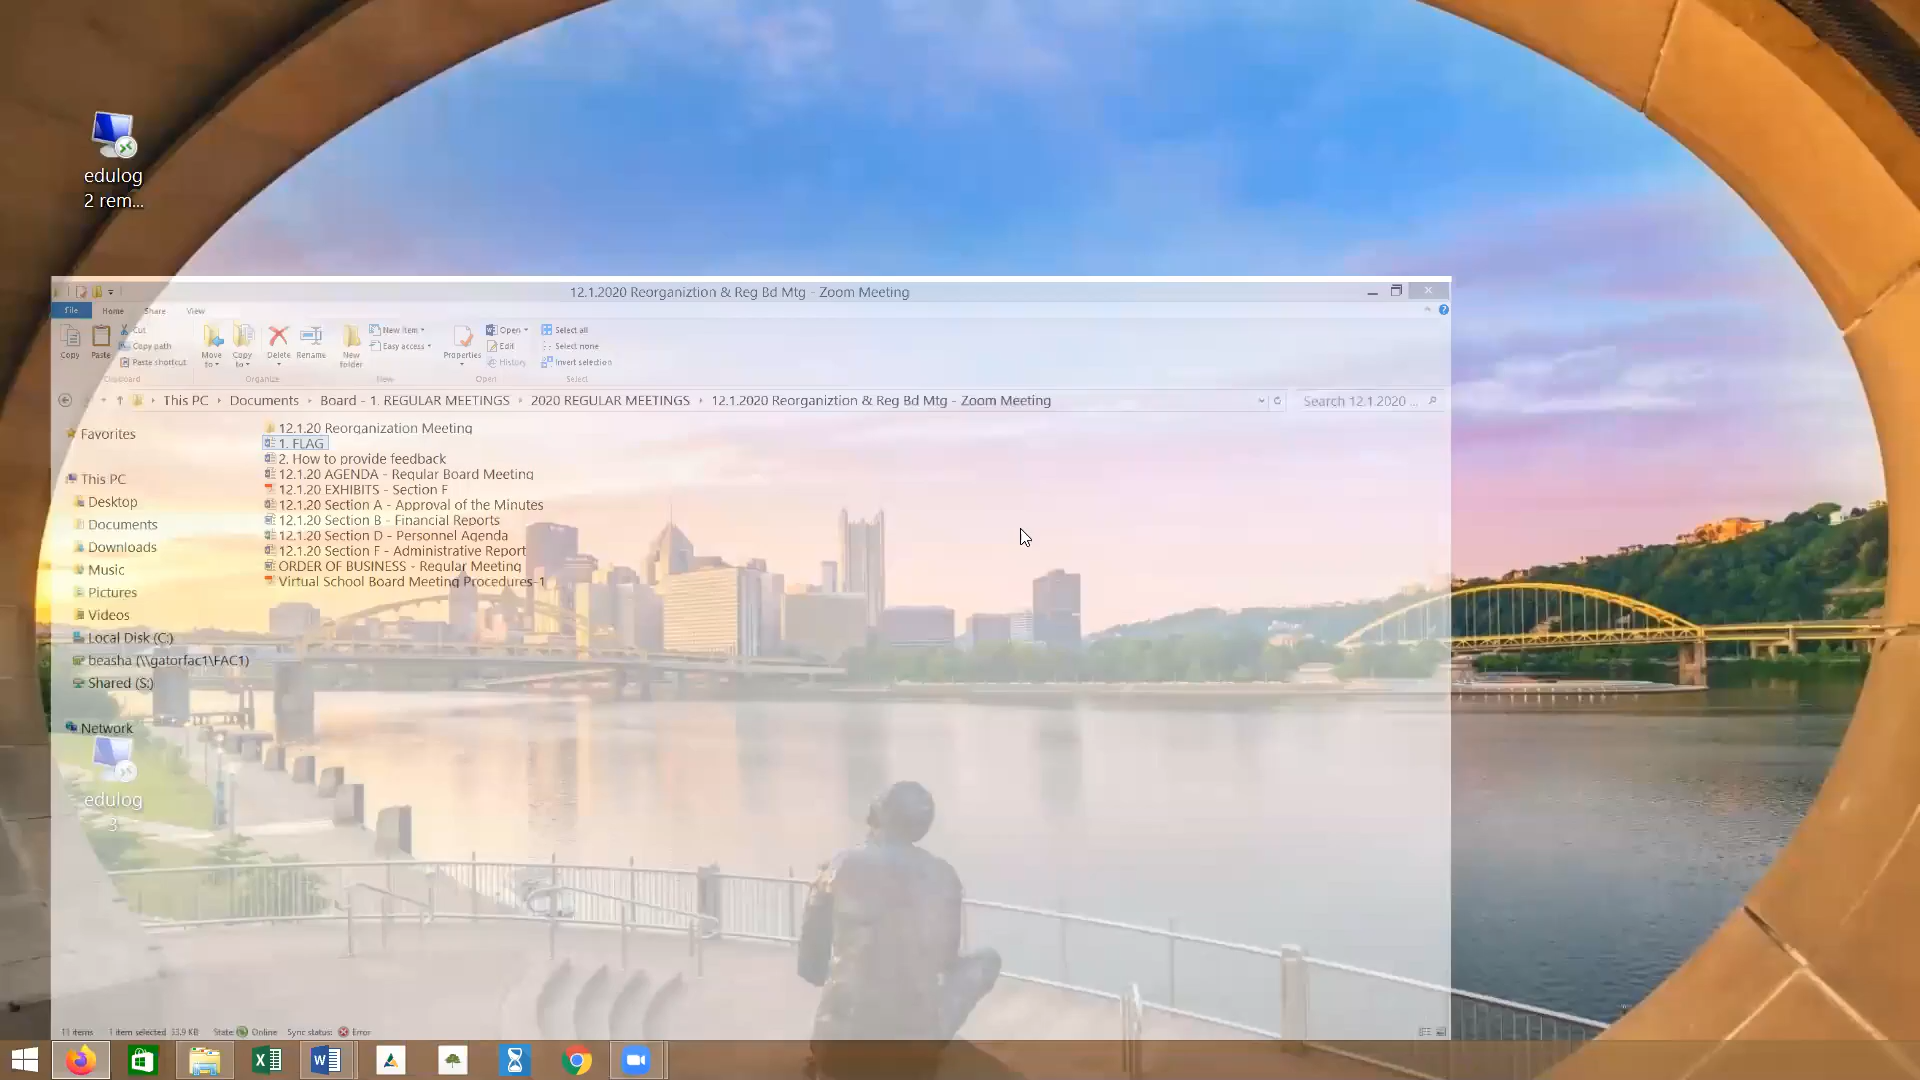 edulog
2 rem...
12.1.2020 Reorganiztion & Reg Bd Mtg - Zoom Meeting
File Home Share View
Copy
Paste
Cut
Copy path
Paste shortcut
Move to
Copy to
Delete
Rename
New folder
New item
Easy access
Properties
Open
Edit
History
Select all
Select none
Invert selection
Clipboard Organize New Open Select
This PC Documents Board - 1. REGULAR MEETINGS 2020 REGULAR MEETINGS 12.1.2020 Reorganiztion & Reg Bd Mtg - Zoom Meeting
Search 12.1.2020 ...
Favorites
This PC
Desktop
Documents
Downloads
Music
Pictures
Videos
Local Disk (C:)
beasha (\\gatorfac1\FAC1)
Shared (S:)
Network
12.1.20 Reorganization Meeting
1. FLAG
2. How to provide feedback
12.1.20 AGENDA - Regular Board Meeting
12.1.20 EXHIBITS - Section F
12.1.20 Section A - Approval of the Minutes
12.1.20 Section B - Financial Reports
12.1.20 Section D - Personnel Agenda
12.1.20 Section F - Administrative Report
ORDER OF BUSINESS - Regular Meeting
Virtual School Board Meeting Procedures-1
edulog
3
11 items 1 item selected 53.9 KB State: Online Sync status: Error